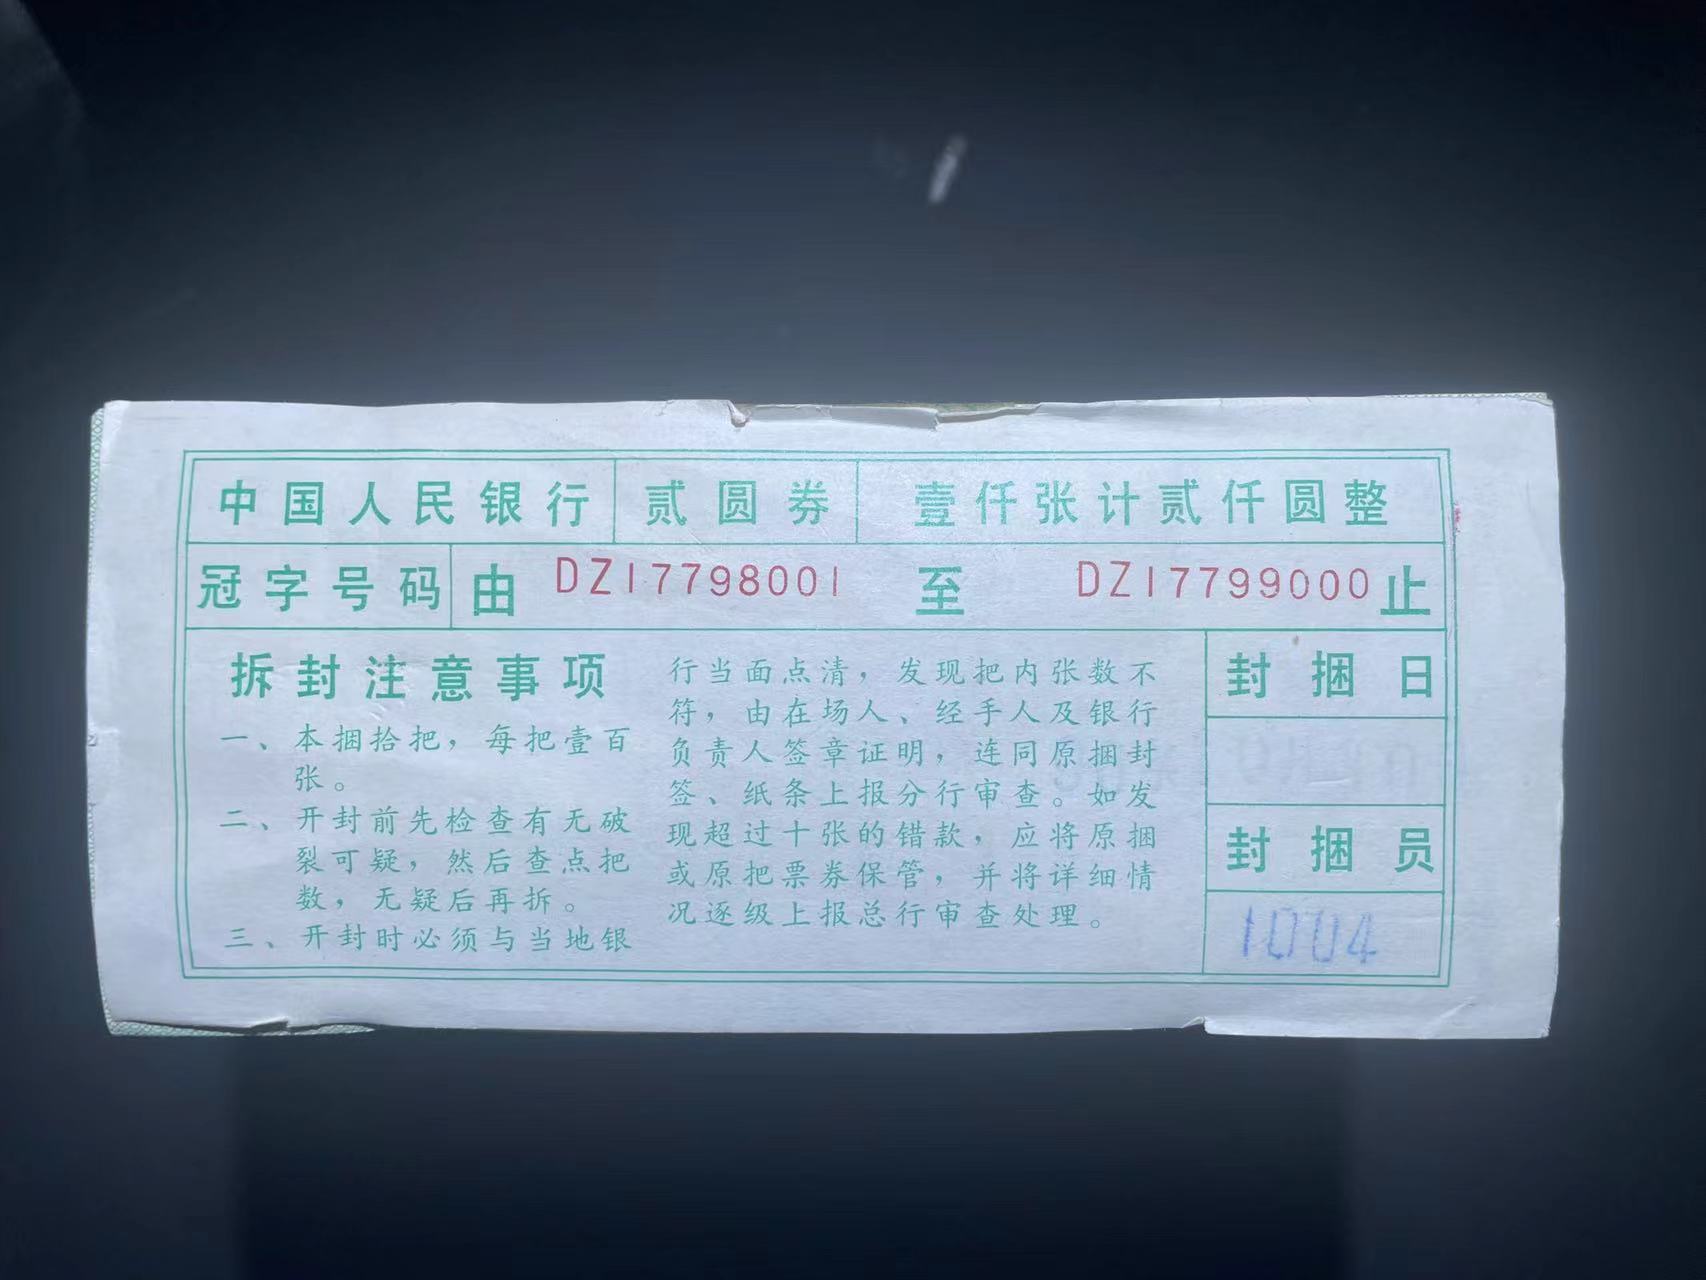 中国人民银行 贰圆券 壹仟张计贰仟圆整
冠字号码 由 DZ17798001 至 DZ17799000 止
拆封注意事项
一、本捆拾把，每把壹百
张。
二、开封前先检查有无破
裂可疑，然后查点把
数，无疑后再拆。
三、开封时必须与当地银
行当面点清，发现把内张数不
符，由在场人、经手人及银行
负责人签章证明，连同原捆封
签、纸条上报分行审查。如发
现超过十张的错款，应将原捆
或原把票券保管，并将详细情
况逐级上报总行审查处理。
封捆日
封捆员
1004